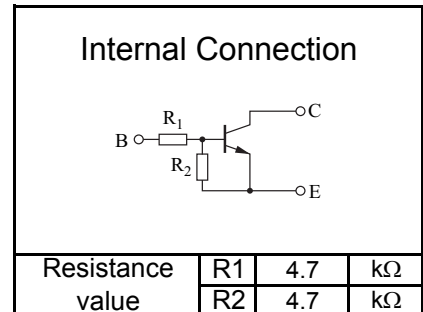 Internal Connection
C
R1
B
R2
E
Resistance value R1 4.7 kΩ
R2 4.7 kΩ